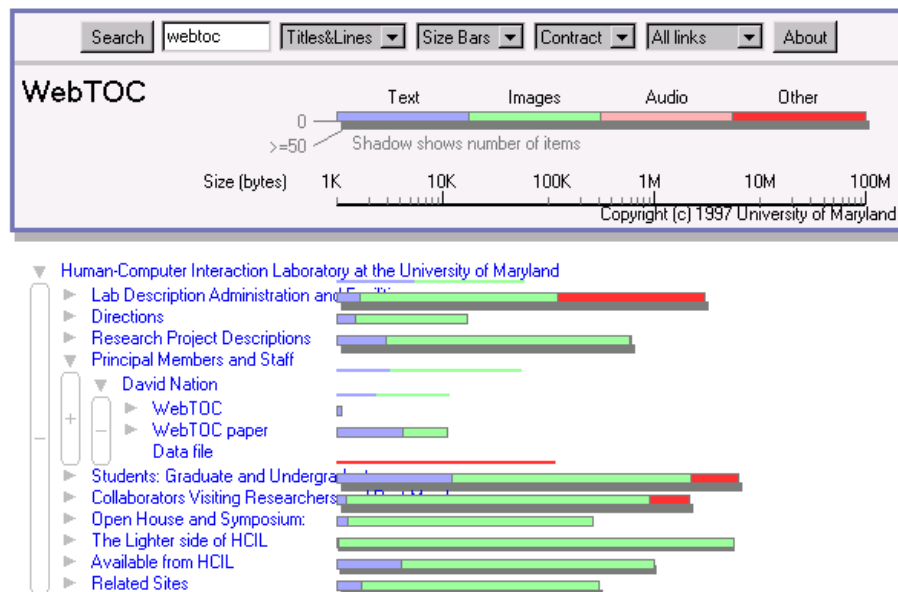 Search webtoc Titles&Lines Size Bars Contract All links About
WebTOC
Text Images Audio Other
0
>=50 Shadow shows number of items
Size (bytes) 1K 10K 100K 1M 10M 100M
Copyright (c) 1997 University of Maryland
Human-Computer Interaction Laboratory at the University of Maryland
Lab Description Administration and
Directions
Research Project Descriptions
Principal Members and Staff
David Nation
+ − WebTOC
− WebTOC paper
Data file
Students: Graduate and
Collaborators Visiting Researchers
Open House and Symposium:
The Lighter side of HCIL
Available from HCIL
Related Sites